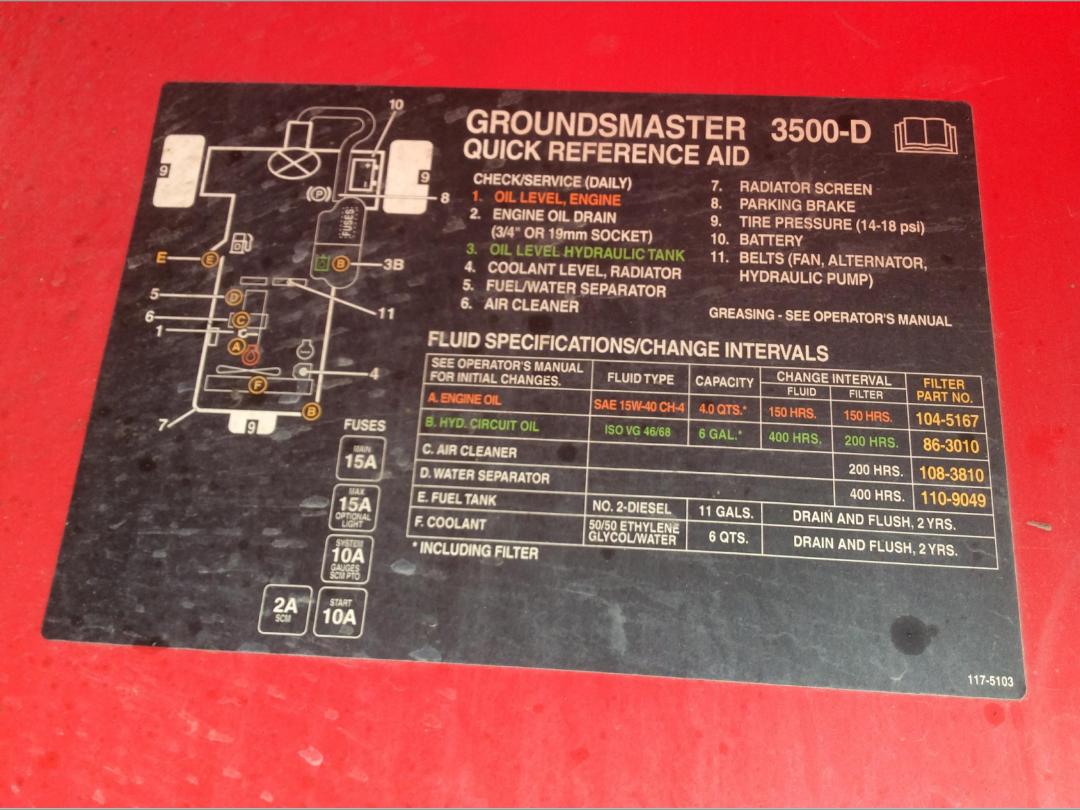 GROUNDSMASTER 3500-D
QUICK REFERENCE AID
CHECK/SERVICE (DAILY)
1. OIL LEVEL, ENGINE
2. ENGINE OIL DRAIN
(3/4" OR 19mm SOCKET)
3. OIL LEVEL HYDRAULIC TANK
4. COOLANT LEVEL, RADIATOR
5. FUEL/WATER SEPARATOR
6. AIR CLEANER
7. RADIATOR SCREEN
8. PARKING BRAKE
9. TIRE PRESSURE (14-18 psi)
10. BATTERY
11. BELTS (FAN, ALTERNATOR,
HYDRAULIC PUMP)
GREASING - SEE OPERATOR'S MANUAL
10
9
9
(P)
8
FUSES
E
E
B
3B
5
D
6
C
11
1
A
F
4
B
7
9
FLUID SPECIFICATIONS/CHANGE INTERVALS
SEE OPERATOR'S MANUAL
FOR INITIAL CHANGES.
FLUID TYPE
CAPACITY
CHANGE INTERVAL
FLUID
FILTER
FILTER
PART NO.
A. ENGINE OIL SAE 15W-40 CH-4 4.0 QTS.* 150 HRS. 150 HRS. 104-5167
B. HYD. CIRCUIT OIL ISO VG 46/68 6 GAL.* 400 HRS. 200 HRS. 86-3010
C. AIR CLEANER 200 HRS. 108-3810
D. WATER SEPARATOR 400 HRS. 110-9049
E. FUEL TANK NO. 2-DIESEL 11 GALS. DRAIN AND FLUSH, 2 YRS.
F. COOLANT 50/50 ETHYLENE
GLYCOL/WATER 6 QTS. DRAIN AND FLUSH, 2 YRS.
*INCLUDING FILTER
FUSES
MAIN
15A
MAX
15A
OPTIONAL
LIGHT
SYSTEM
10A
GAUGES
SCM PTO
2A
SCM
START
10A
117-5103